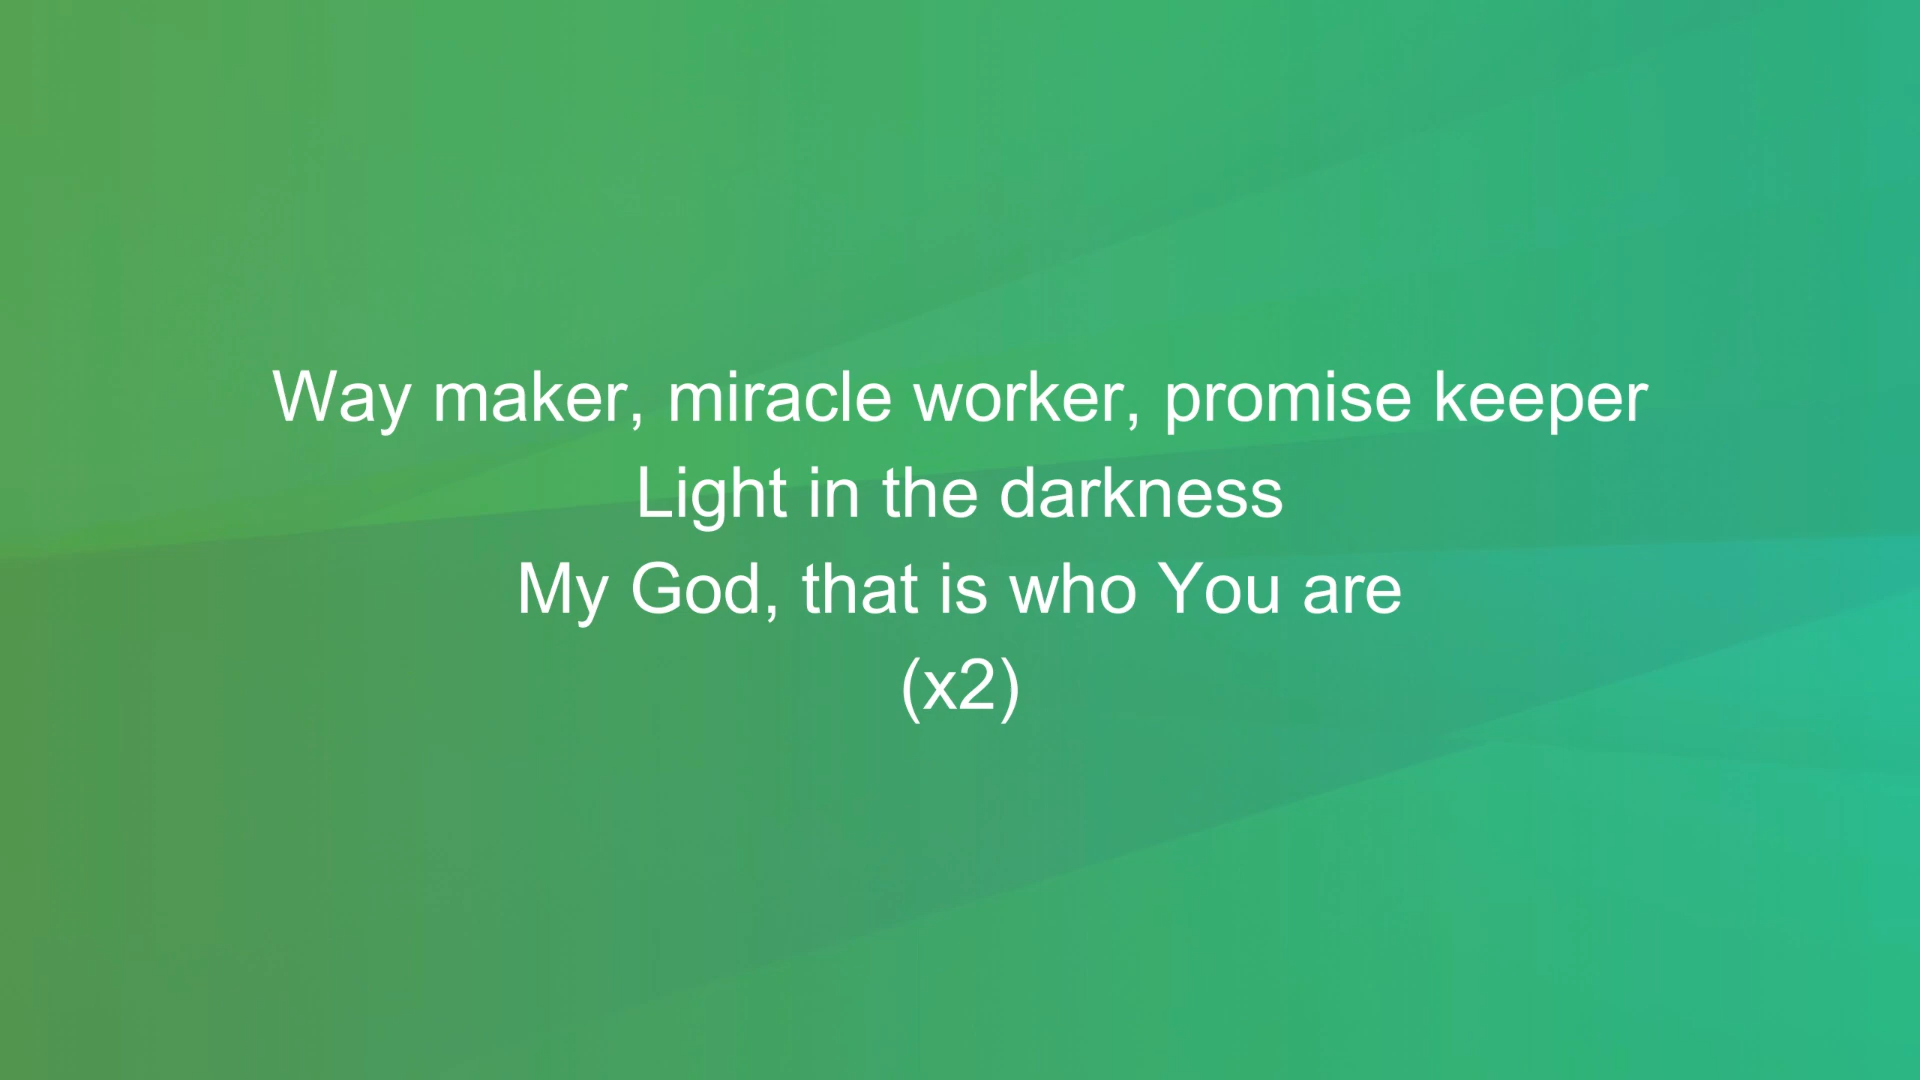 Way maker, miracle worker, promise keeper
Light in the darkness
My God, that is who You are
(x2)